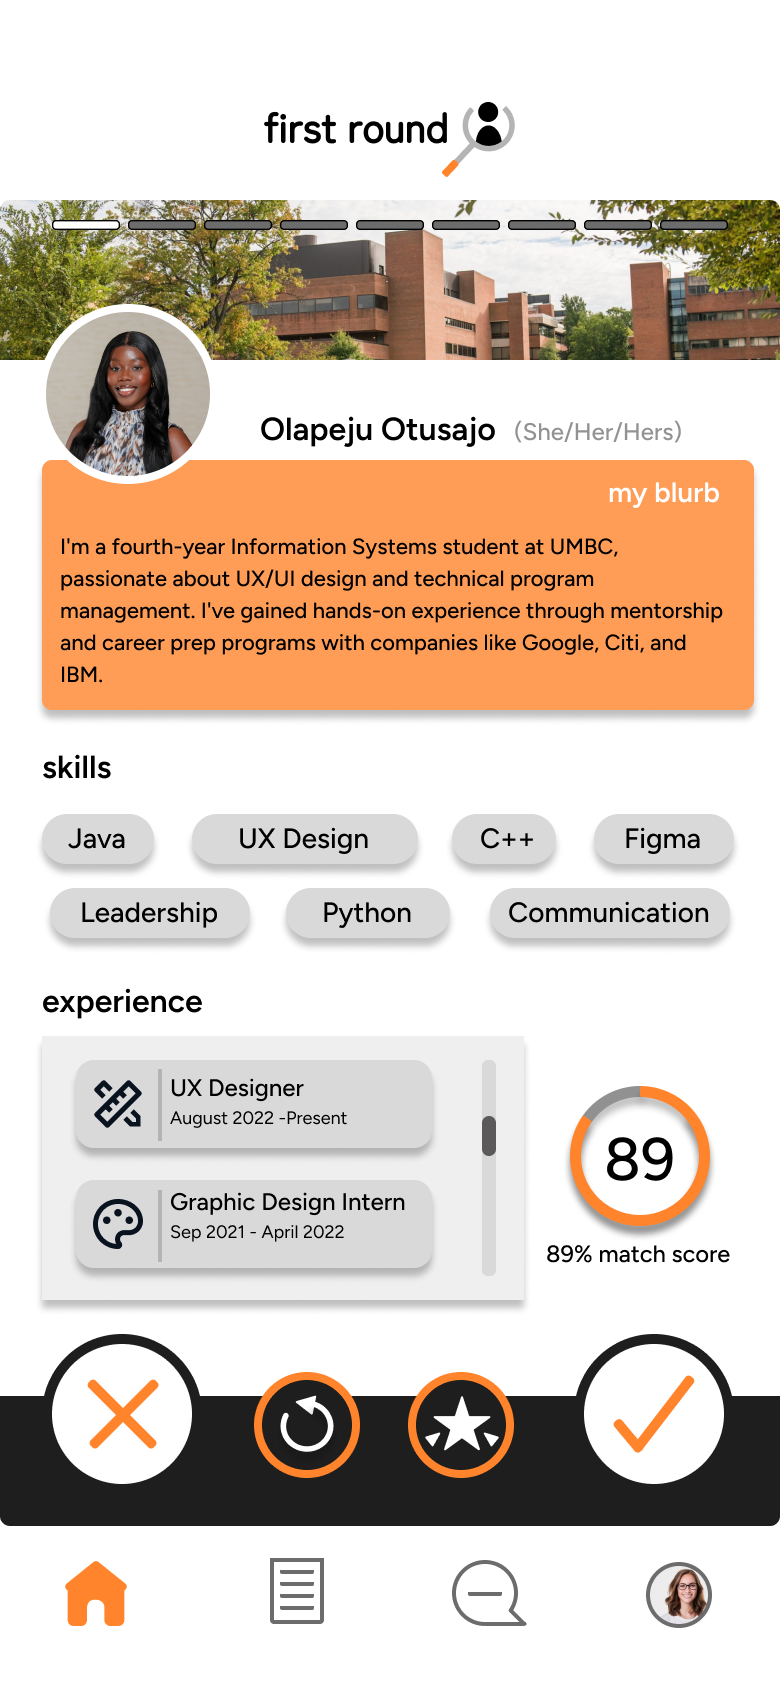 first round
Olapeju Otusajo (She/Her/Hers)
my blurb
I'm a fourth-year Information Systems student at UMBC,
passionate about UX/UI design and technical program
management. I've gained hands-on experience through mentorship
and career prep programs with companies like Google, Citi, and
IBM.
skills
Java UX Design C++ Figma
Leadership Python Communication
experience
UX Designer
August 2022 -Present
Graphic Design Intern
Sep 2021 - April 2022
89
89% match score